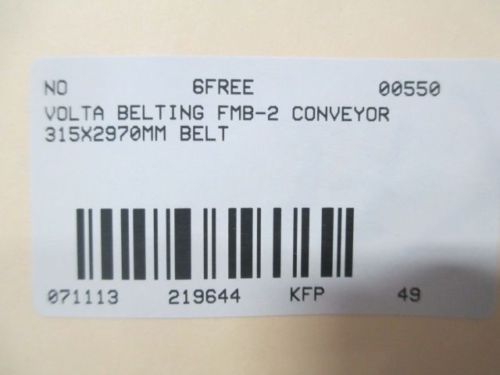 NO 6FREE 00550
VOLTA BELTING FMB-2 CONVEYOR
315X2970MM BELT
071113 219644 KFP 49